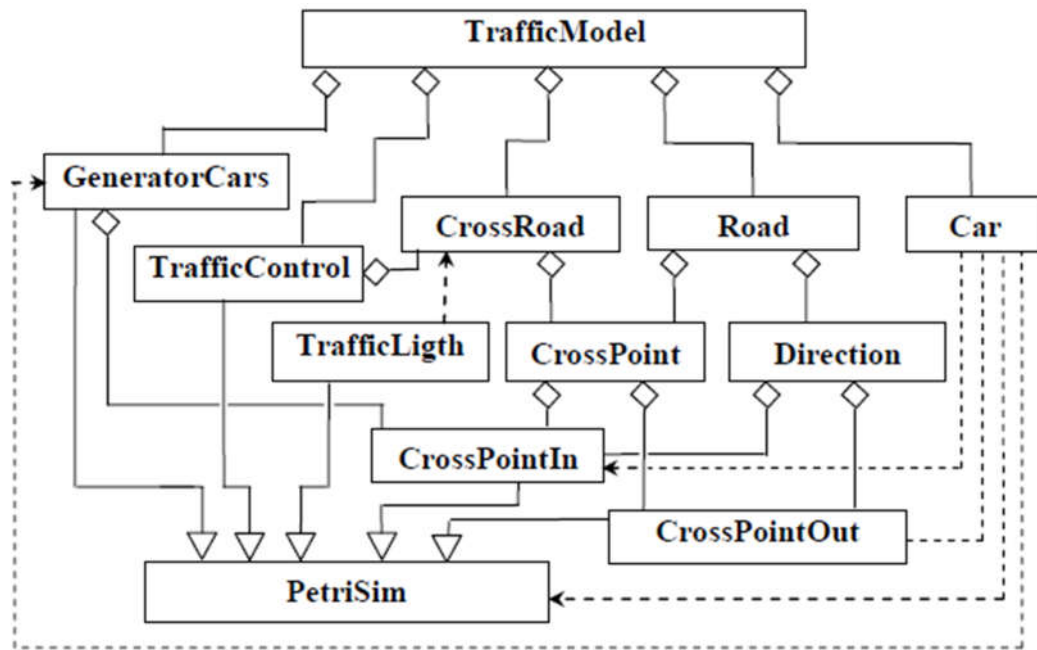 TrafficModel
GeneratorCars
CrossRoad
Road
Car
TrafficControl
TrafficLigth
CrossPoint
Direction
CrossPointIn
CrossPointOut
PetriSim